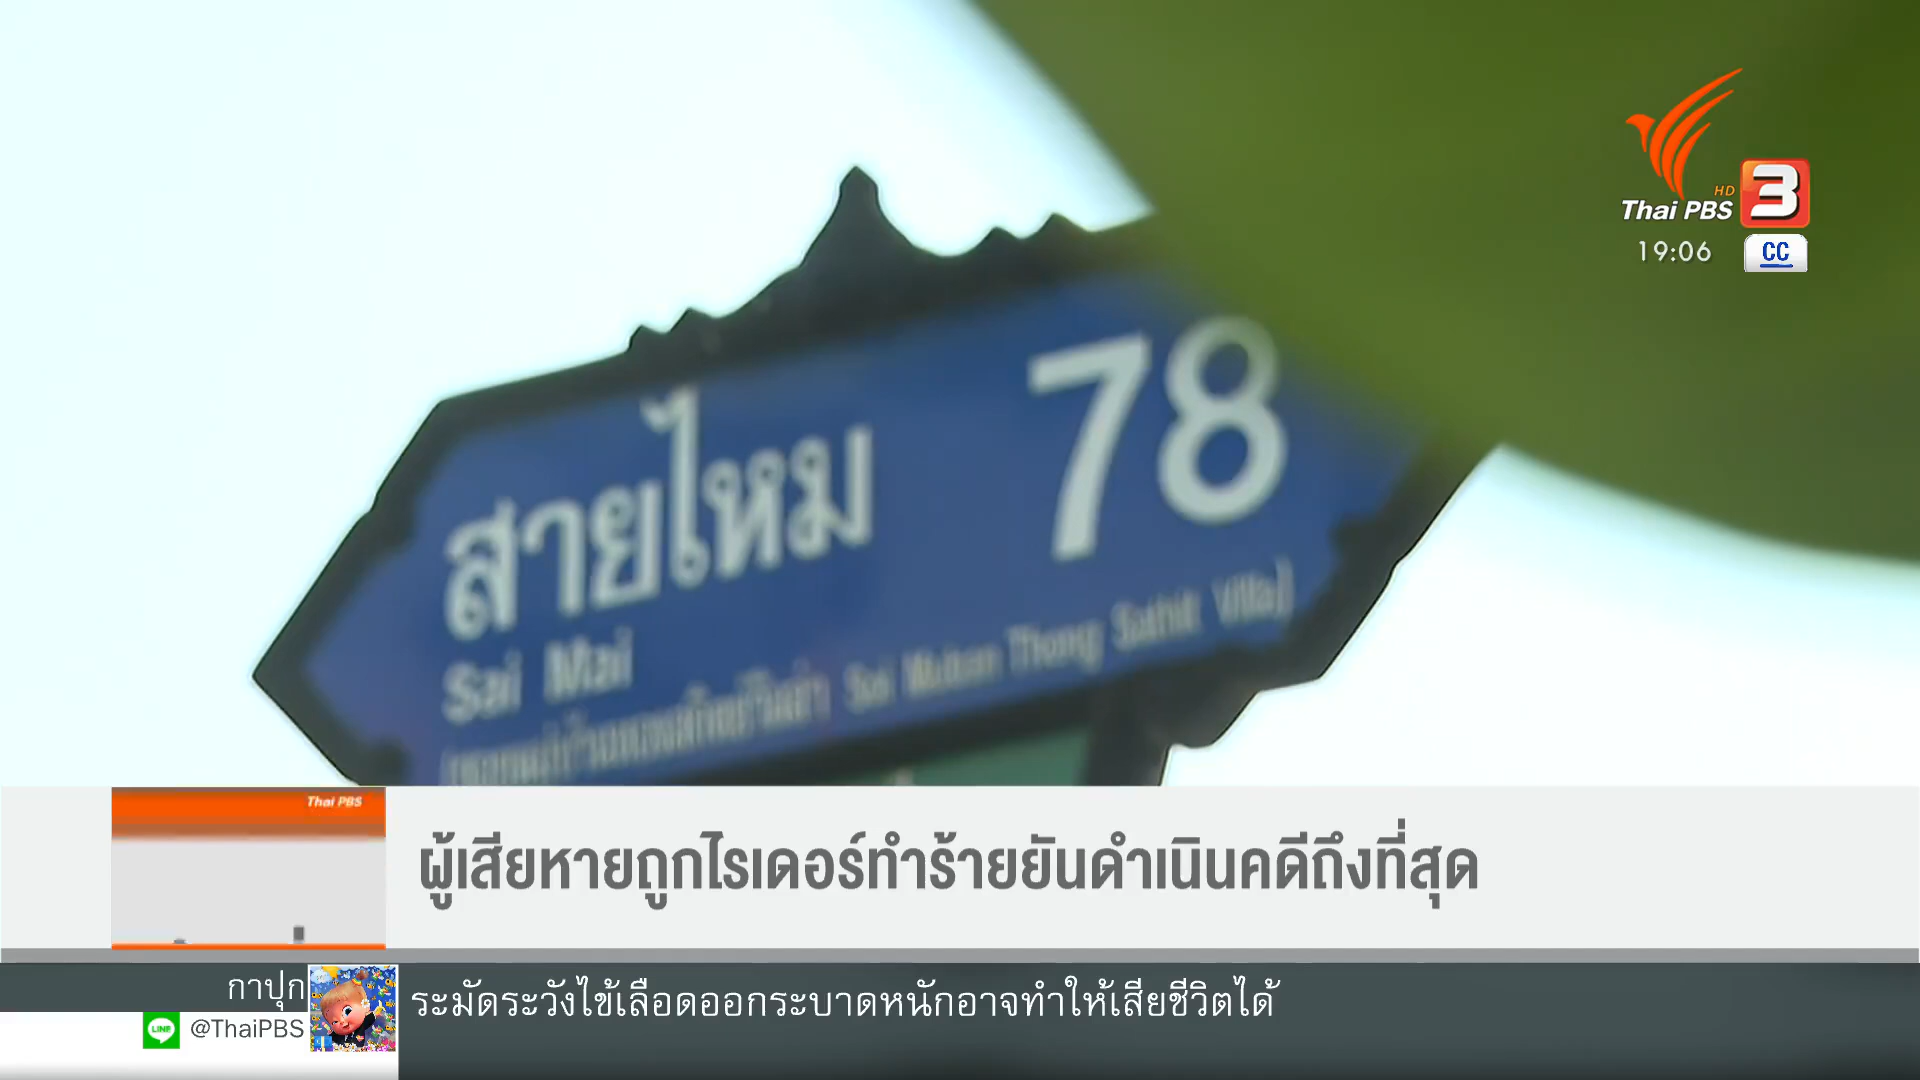 HD
Thai PBS 3
19:06 CC
สายไหม 78
Sai Mai
Thong Sathit Villa)
Thai PBS
ผู้เสียหายถูกไรเดอร์ทำร้ายยันดำเนินคดีถึงที่สุด
กาปุก
ระมัดระวังไข้เลือดออกระบาดหนักอาจทำให้เสียชีวิตได้
LINE @ThaiPBS